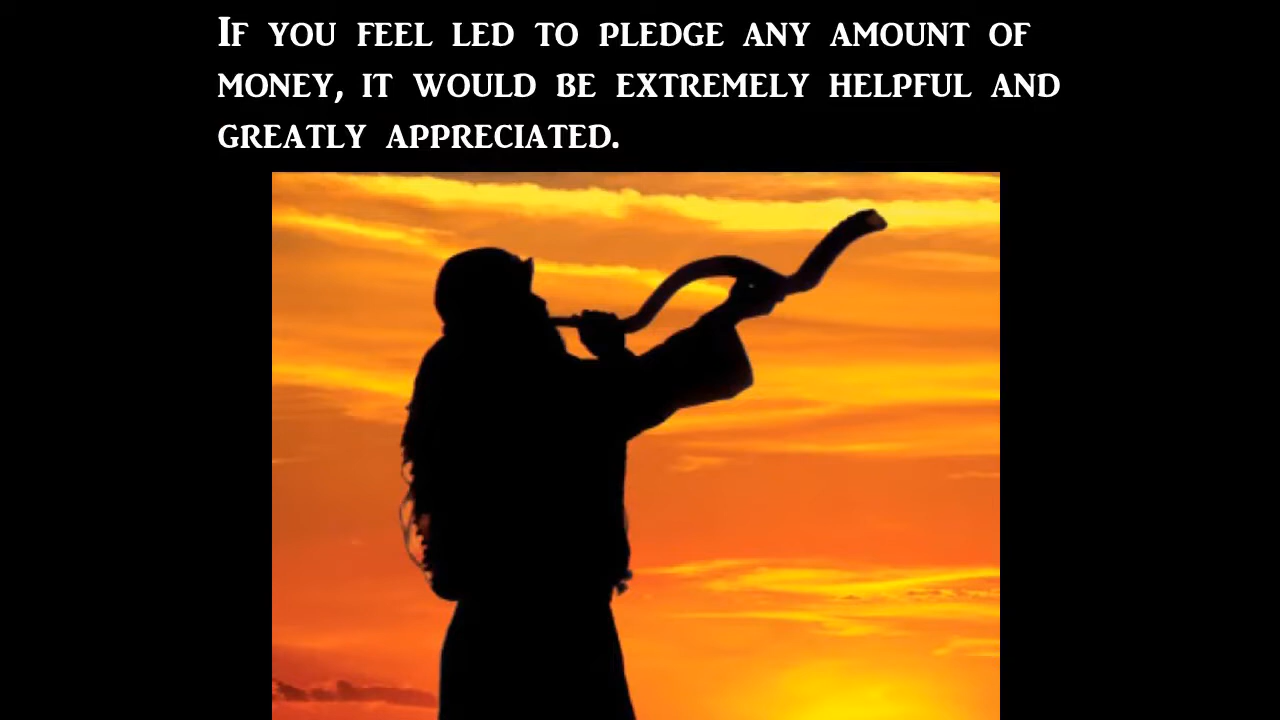 If you feel led to pledge any amount of
money, it would be extremely helpful and
greatly appreciated.